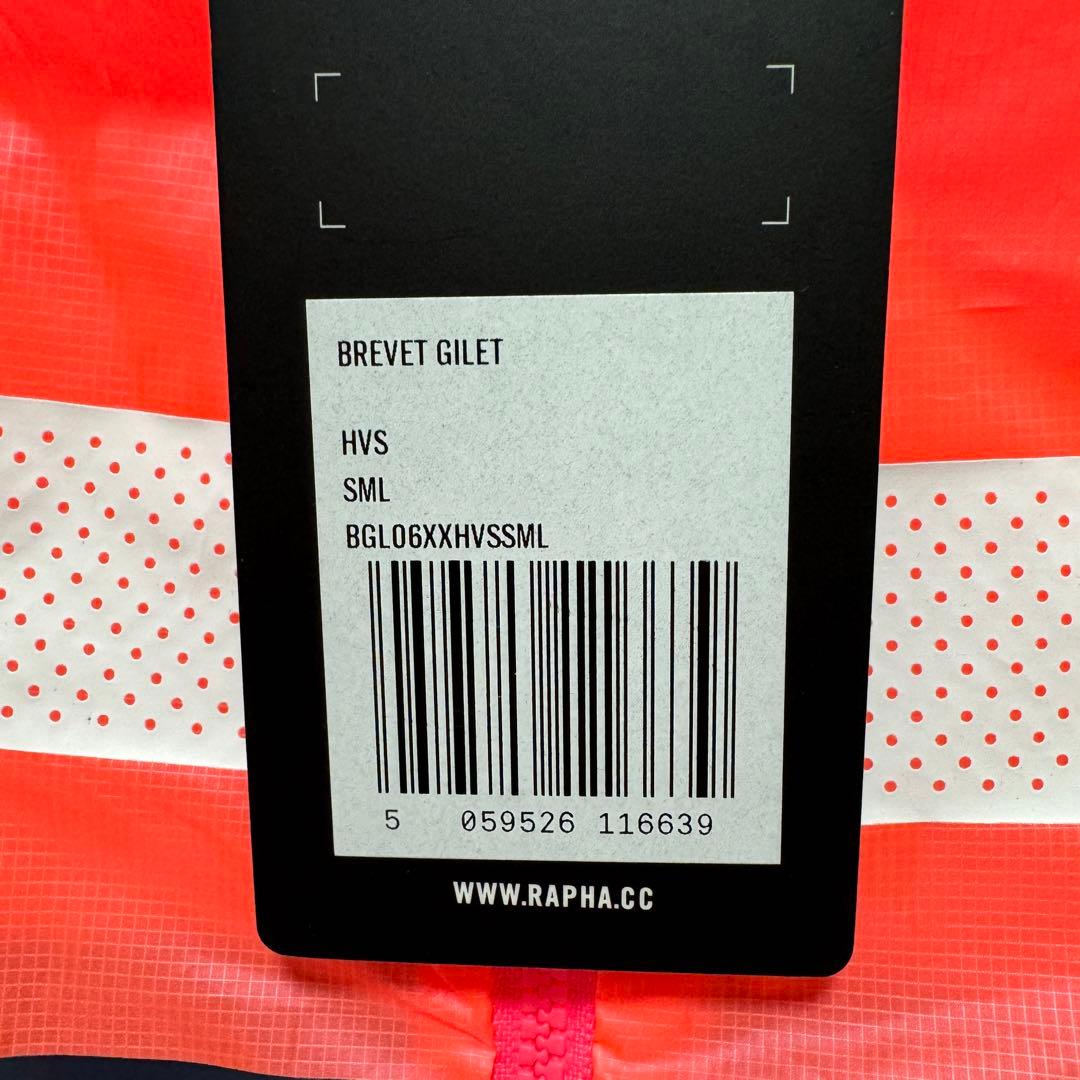 BREVET GILET
HVS
SML
BGL06XXHVSSML
5 059526 116639
WWW.RAPHA.CC